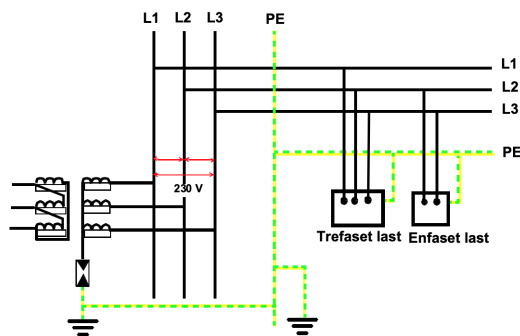 L1 L2 L3 PE
L1
L2
L3
PE
230 V
Trefaset last Enfaset last